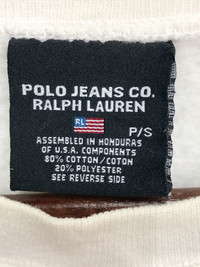 POLO JEANS CO.
RALPH LAUREN
RL
P/S
ASSEMBLED IN HONDURAS
OF U.S.A. COMPONENTS
80% COTTON/COTON
20% POLYESTER
SEE REVERSE SIDE